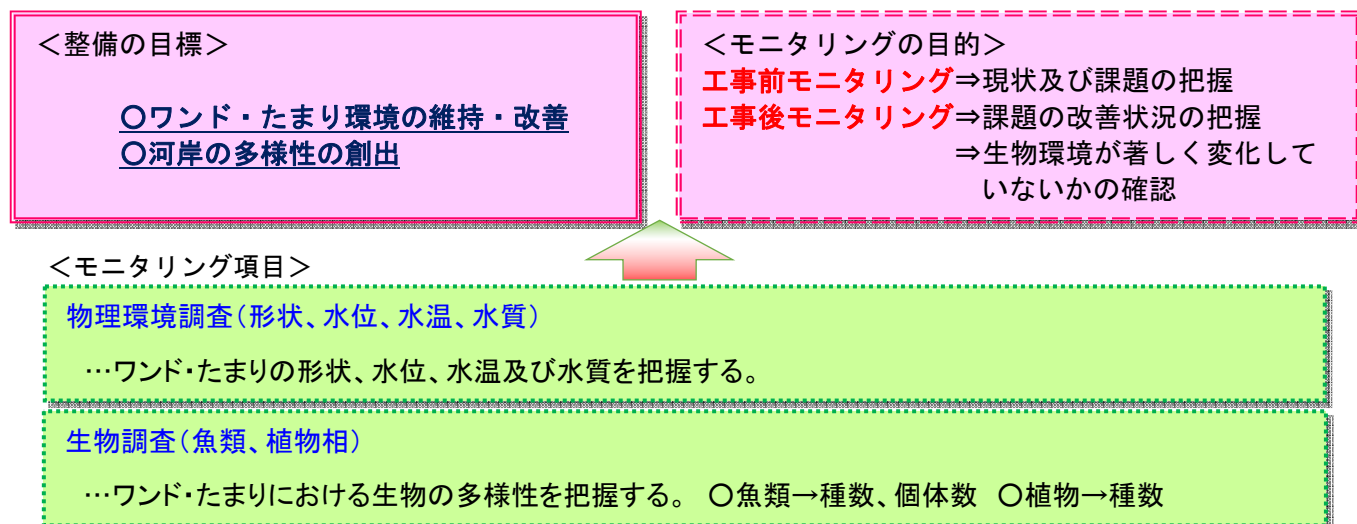 ＜整備の目標＞
〇ワンド・たまり環境の維持・改善
〇河岸の多様性の創出
＜モニタリングの目的＞
工事前モニタリング⇒現状及び課題の把握
工事後モニタリング⇒課題の改善状況の把握
⇒生物環境が著しく変化して
いないかの確認
＜モニタリング項目＞
物理環境調査（形状、水位、水温、水質）
…ワンド・たまりの形状、水位、水温及び水質を把握する。
生物調査（魚類、植物相）
…ワンド・たまりにおける生物の多様性を把握する。 〇魚類→種数、個体数 〇植物→種数